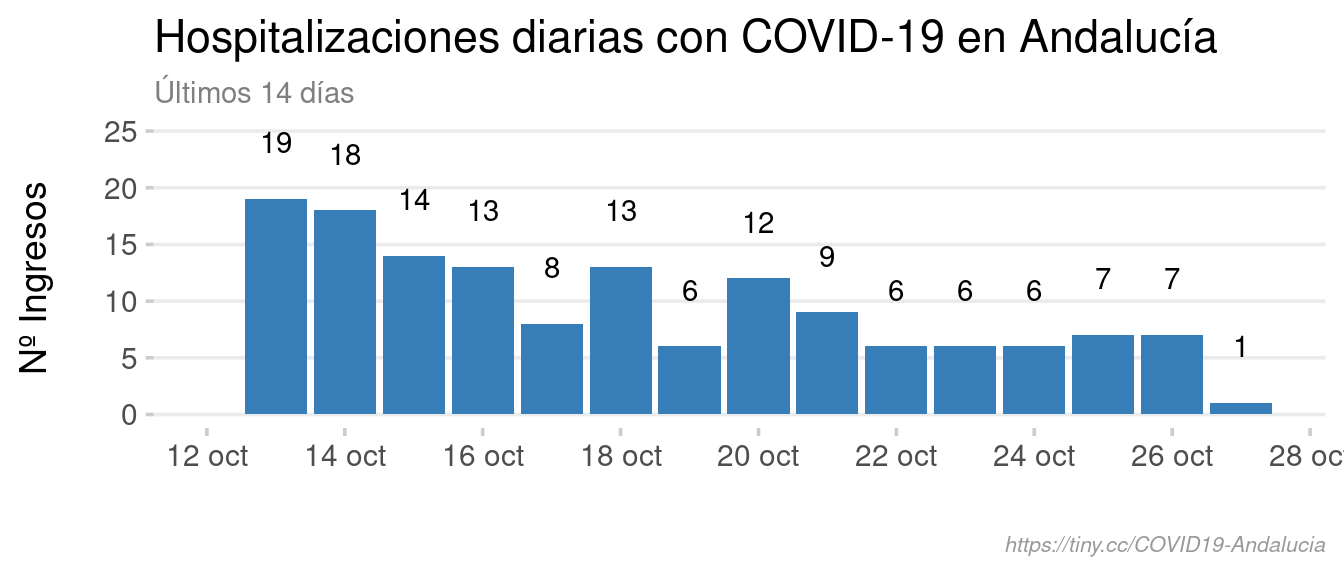 Hospitalizaciones diarias con COVID-19 en Andalucía
Últimos 14 días
Nº Ingresos
25
20
15
10
5
0
19 18 14 13 8 13 6 12 9 6 6 6 7 7 1
12 oct 14 oct 16 oct 18 oct 20 oct 22 oct 24 oct 26 oct 28 oc
https://tiny.cc/COVID19-Andalucia